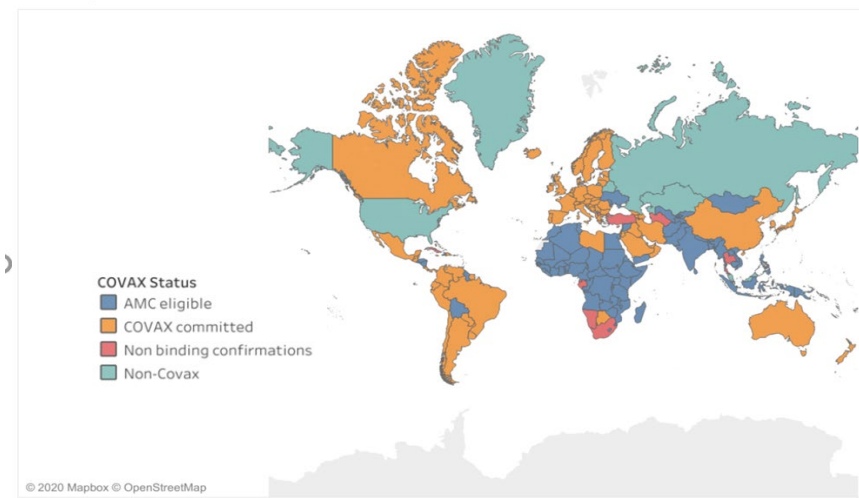 COVAX Status
AMC eligible
COVAX committed
Non binding confirmations
Non-Covax
© 2020 Mapbox © OpenStreetMap